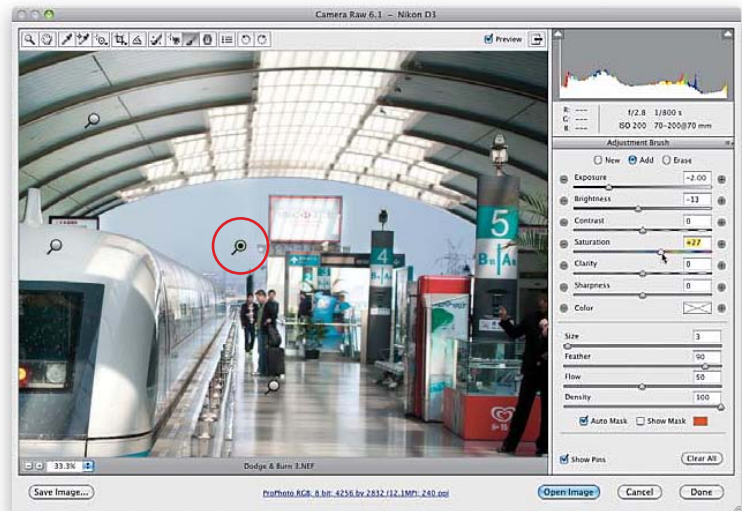 Camera Raw 6.1 – Nikon D3
Preview
R: ---
G: ---
B: ---
f/2.8 1/800 s
ISO 200 70-200@70 mm
Adjustment Brush
New Add Erase
Exposure -2.00
Brightness -13
Contrast 0
Saturation +27
Clarity 0
Sharpness 0
Color
Size 3
Feather 90
Flow 50
Density 100
Auto Mask Show Mask
Show Pins Clear All
5
4
33.3% Dodge & Burn 3.NEF
Save Image... ProPhoto RGB; 8 bit; 4256 by 2832 (12.1MP); 240 ppi Open Image Cancel Done